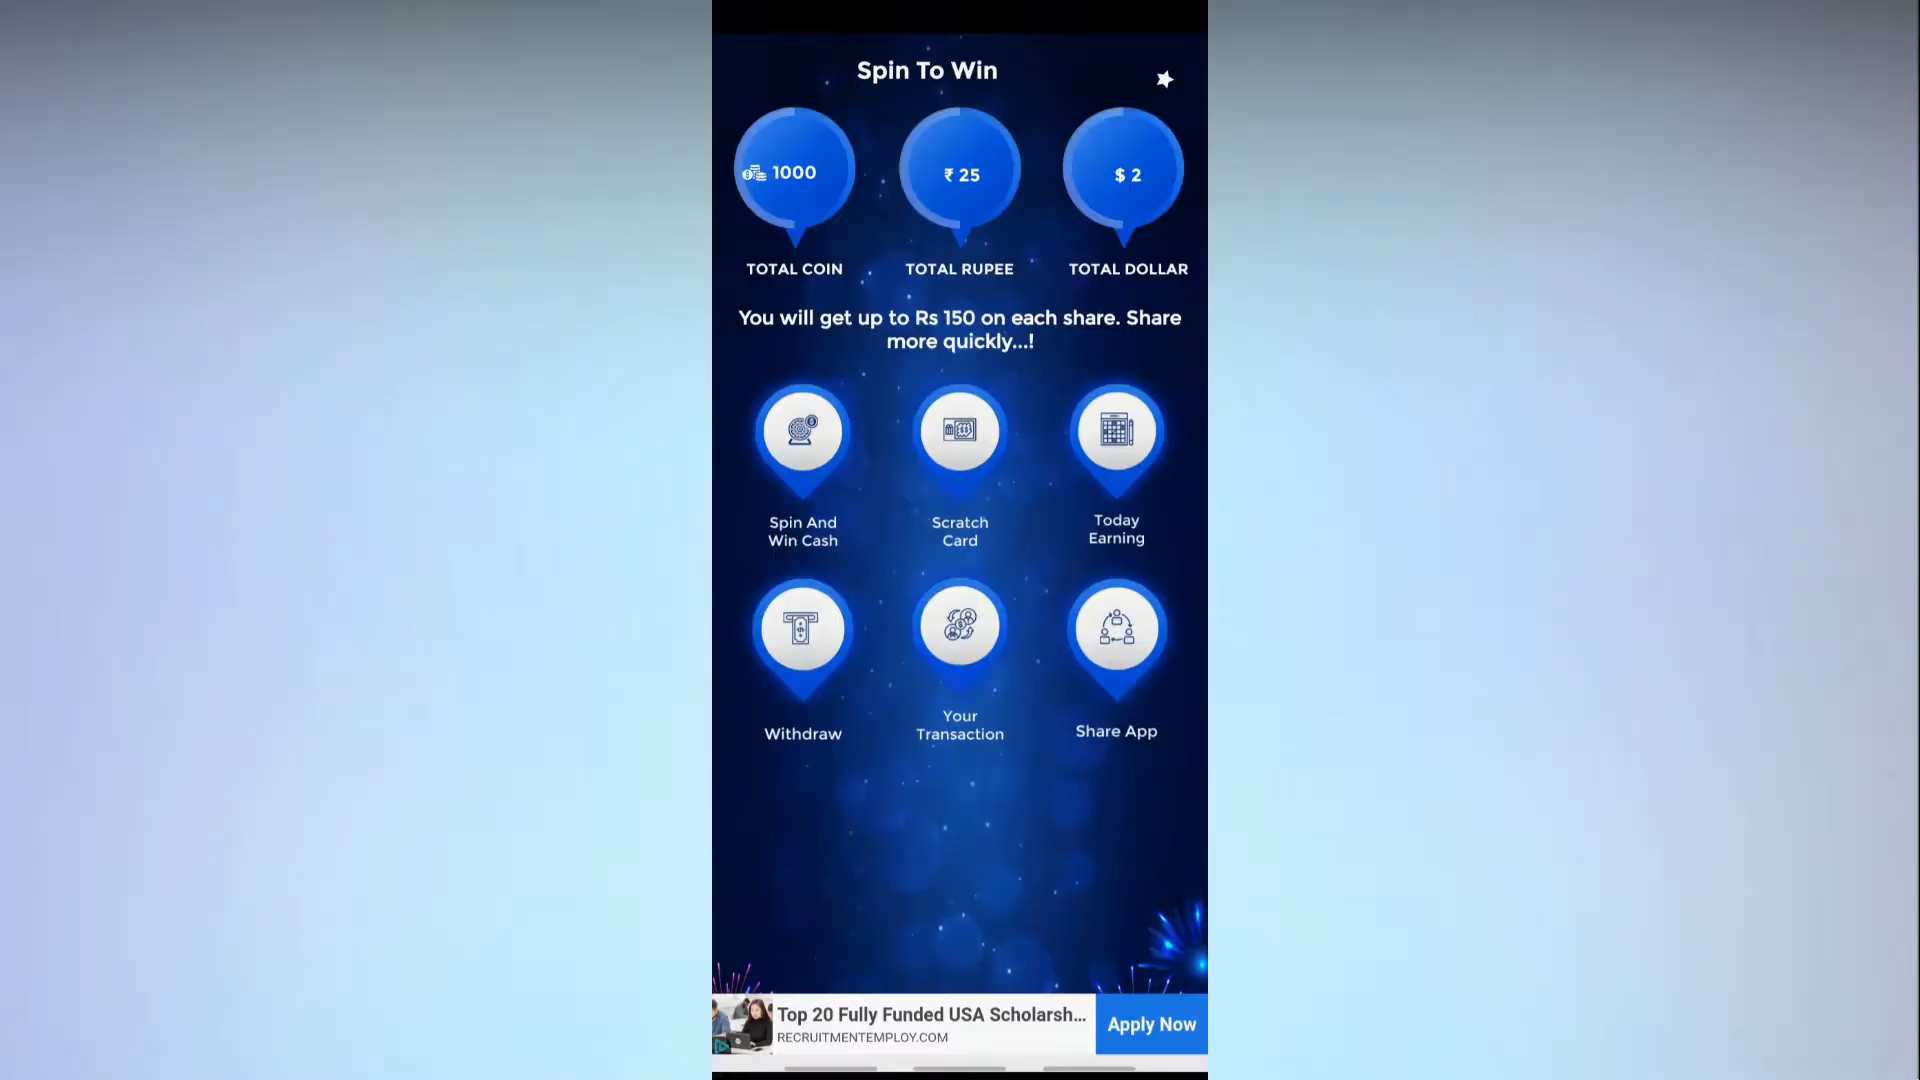 Spin To Win
1000
₹ 25
$ 2
TOTAL COIN
TOTAL RUPEE
TOTAL DOLLAR
You will get up to Rs 150 on each share. Share
more quickly...!
Spin And
Win Cash
Scratch
Card
Today
Earning
Withdraw
Your
Transaction
Share App
Top 20 Fully Funded USA Scholarsh...
RECRUITMENTEMPLOY.COM
Apply Now